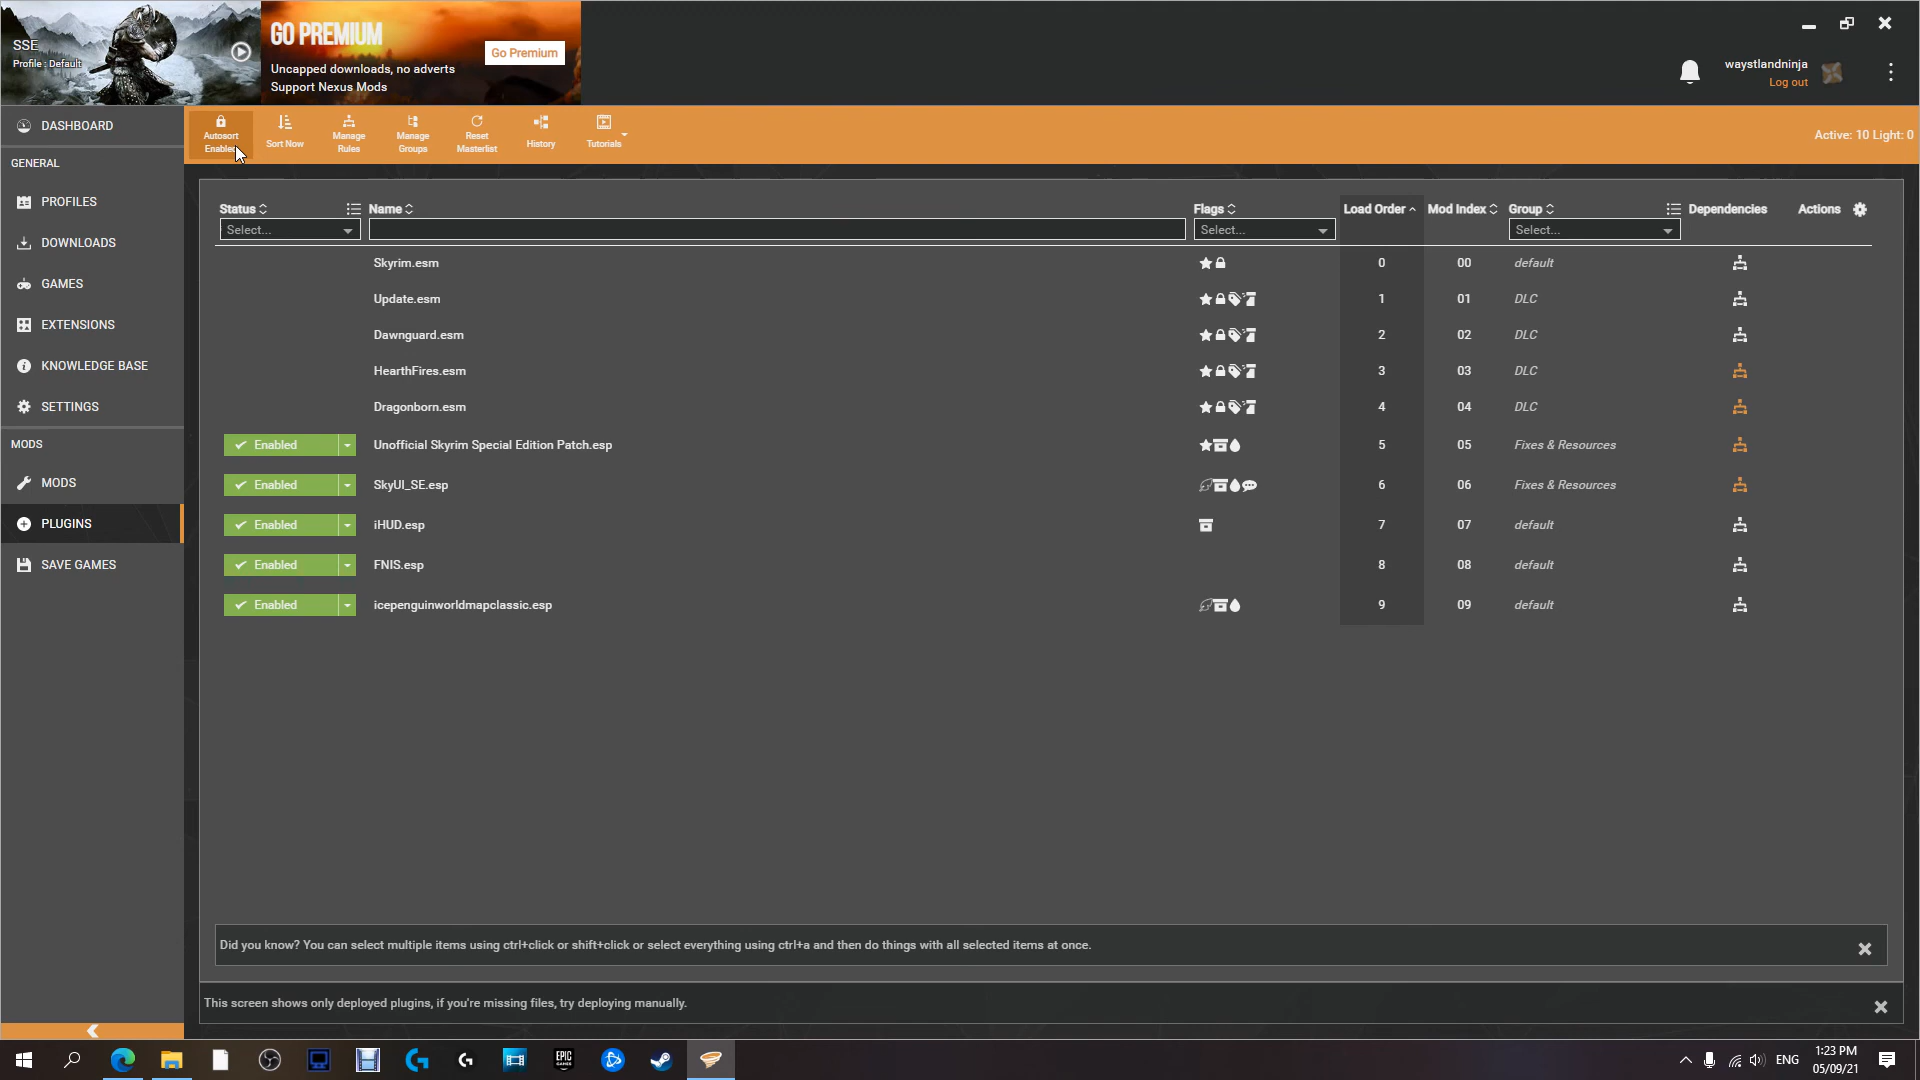 SSE
Profile : Default
GO PREMIUM
Uncapped downloads, no adverts
Support Nexus Mods
Go Premium
waystlandninja
Log out
DASHBOARD
GENERAL
PROFILES
DOWNLOADS
GAMES
EXTENSIONS
KNOWLEDGE BASE
SETTINGS
MODS
MODS
PLUGINS
SAVE GAMES
Autosort Enabled
Sort Now
Manage Rules
Manage Groups
Reset Masterlist
History
Tutorials
Active: 10 Light: 0
Status Name Flags Load Order Mod Index Group Dependencies Actions
Select... Select... Select...
Skyrim.esm 0 00 default
Update.esm 1 01 DLC
Dawnguard.esm 2 02 DLC
HearthFires.esm 3 03 DLC
Dragonborn.esm 4 04 DLC
Enabled Unofficial Skyrim Special Edition Patch.esp 5 05 Fixes & Resources
Enabled SkyUI_SE.esp 6 06 Fixes & Resources
Enabled iHUD.esp 7 07 default
Enabled FNIS.esp 8 08 default
Enabled icepenguinworldmapclassic.esp 9 09 default
Did you know? You can select multiple items using ctrl+click or shift+click or select everything using ctrl+a and then do things with all selected items at once.
This screen shows only deployed plugins, if you're missing files, try deploying manually.
EPIC GAMES
ENG
1:23 PM
05/09/21